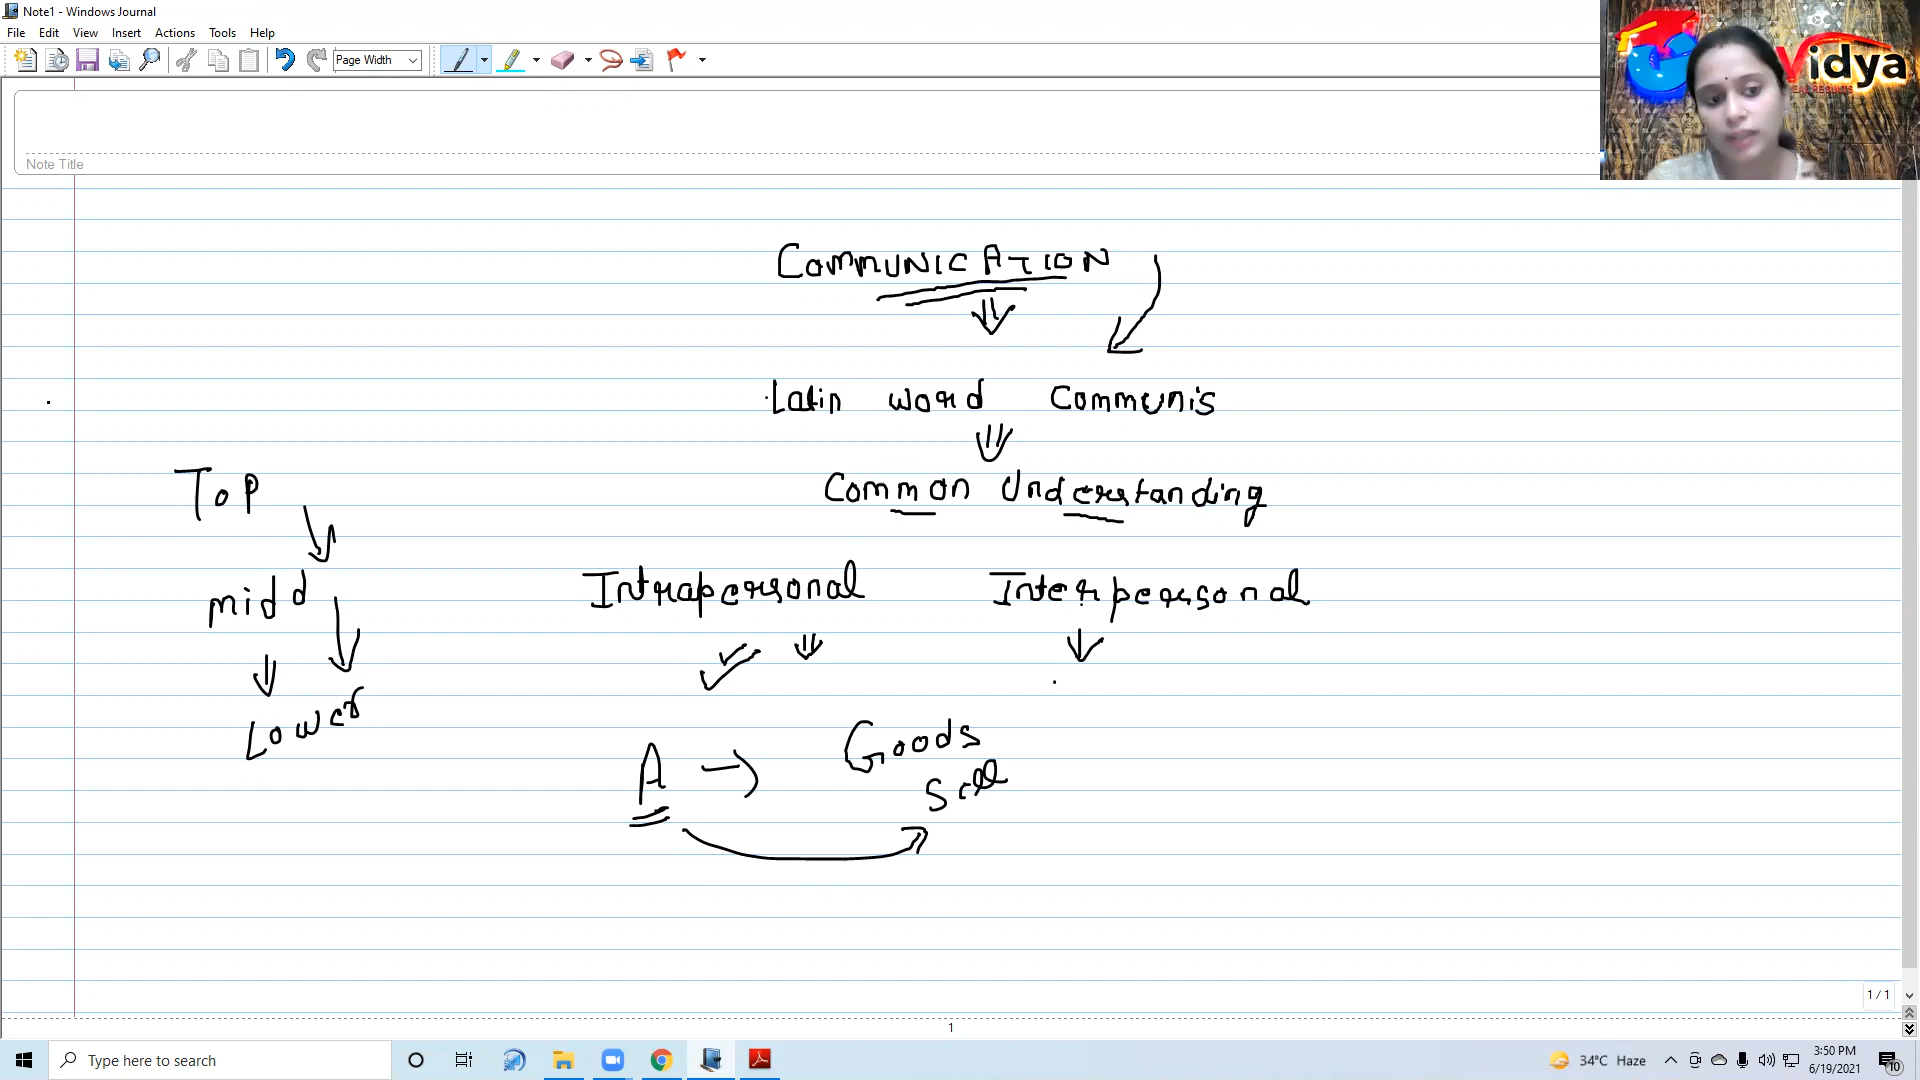 Note1 - Windows Journal
File Edit View Insert Actions Tools Help
Page Width
Vidya
Note Title
COMMUNICATION
Latin word Communis
Common Understanding
Top
Intrapersonal Interpersonal
midd
Lower
Goods
A
Sell
1 / 1
1
Type here to search
34°C Haze
3:50 PM
6/19/2021
10